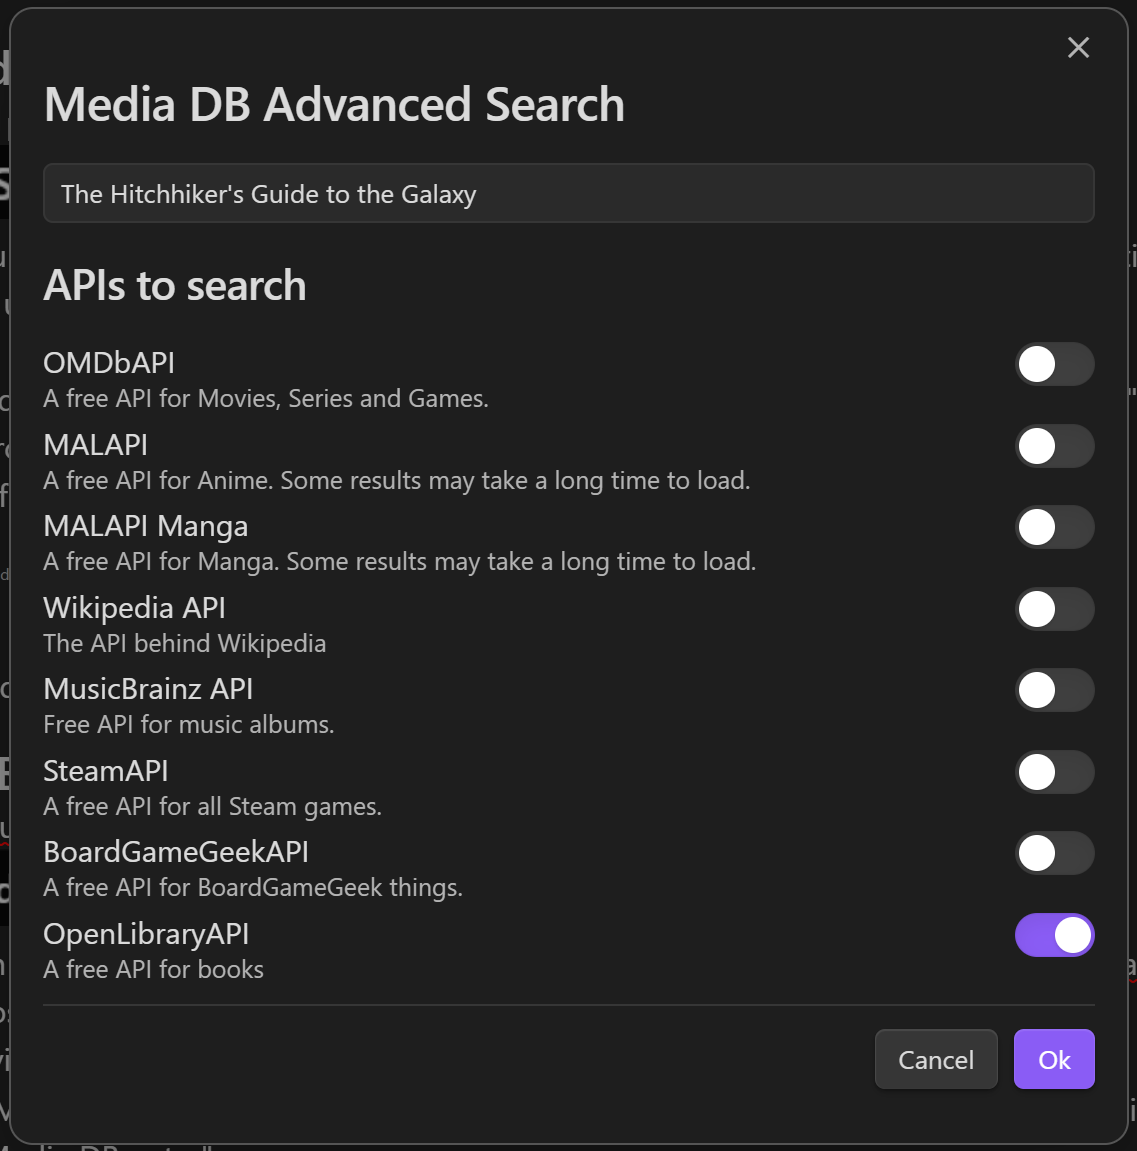 Media DB Advanced Search
The Hitchhiker's Guide to the Galaxy
APIs to search
OMDbAPI
A free API for Movies, Series and Games.
MALAPI
A free API for Anime. Some results may take a long time to load.
MALAPI Manga
A free API for Manga. Some results may take a long time to load.
Wikipedia API
The API behind Wikipedia
MusicBrainz API
Free API for music albums.
SteamAPI
A free API for all Steam games.
BoardGameGeekAPI
A free API for BoardGameGeek things.
OpenLibraryAPI
A free API for books
Cancel
Ok